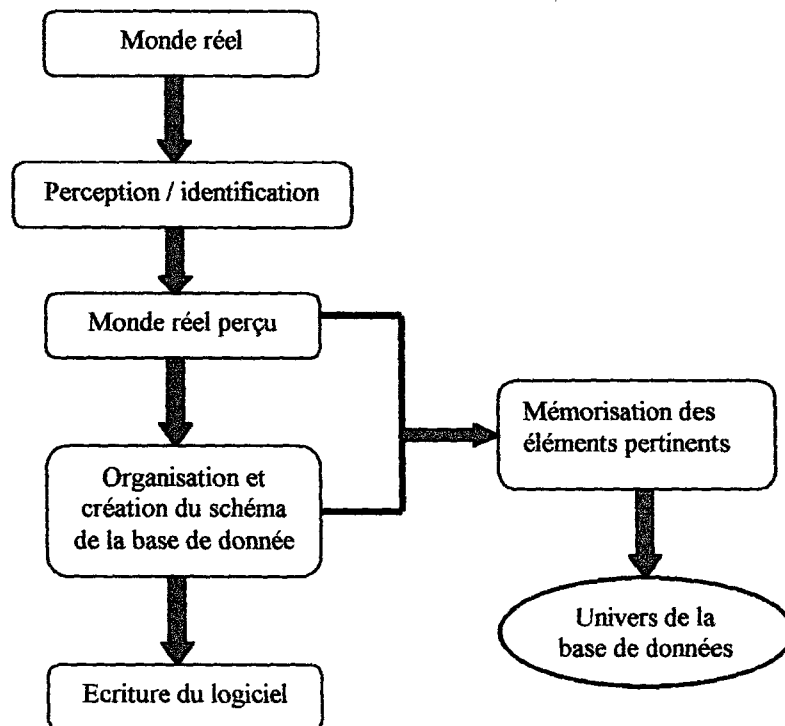 Monde réel
Perception / identification
Monde réel perçu
Organisation et
création du schéma
de la base de donnée
Ecriture du logiciel
Mémorisation des
éléments pertinents
Univers de la
base de données